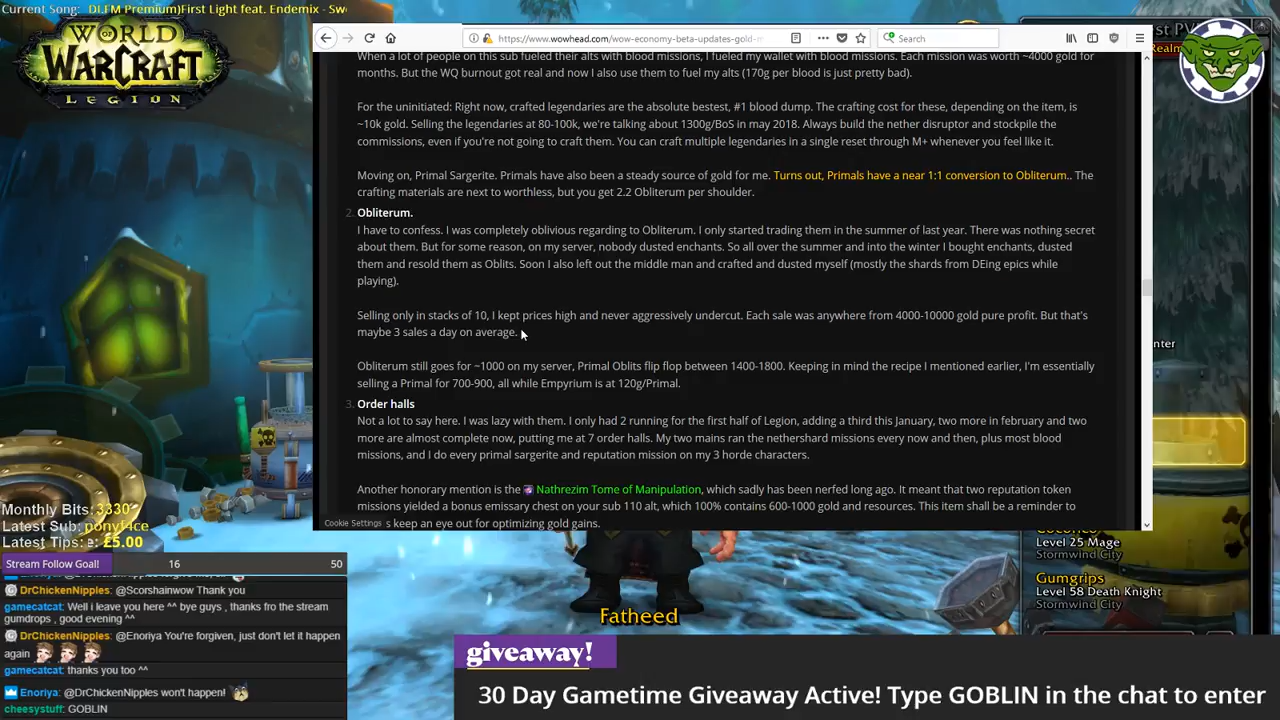 Current Song: DI.FM Premium)First Light feat. Endemix - Sw
WORLD
OF
WARCRAFT
LEGION
https://www.wowhead.com/wow-economy-beta-updates-gold-m
Search
When a lot of people on this sub fueled their alts with blood missions, I fueled my wallet with blood missions. Each mission was worth ~4000 gold for
months. But the WQ burnout got real and now I also use them to fuel my alts (170g per blood is just pretty bad).
For the uninitiated: Right now, crafted legendaries are the absolute bestest, #1 blood dump. The crafting cost for these, depending on the item, is
~10k gold. Selling the legendaries at 80-100k, we're talking about 1300g/BoS in may 2018. Always build the nether disruptor and stockpile the
commissions, even if you're not going to craft them. You can craft multiple legendaries in a single reset through M+ whenever you feel like it.
Moving on, Primal Sargerite. Primals have also been a steady source of gold for me. Turns out, Primals have a near 1:1 conversion to Obliterum.. The
crafting materials are next to worthless, but you get 2.2 Obliterum per shoulder.
2. Obliterum.
I have to confess. I was completely oblivious regarding to Obliterum. I only started trading them in the summer of last year. There was nothing secret
about them. But for some reason, on my server, nobody dusted enchants. So all over the summer and into the winter I bought enchants, dusted
them and resold them as Oblits. Soon I also left out the middle man and crafted and dusted myself (mostly the shards from DEing epics while
playing).
Selling only in stacks of 10, I kept prices high and never aggressively undercut. Each sale was anywhere from 4000-10000 gold pure profit. But that's
maybe 3 sales a day on average.
Obliterum still goes for ~1000 on my server, Primal Oblits flip flop between 1400-1800. Keeping in mind the recipe I mentioned earlier, I'm essentially
selling a Primal for 700-900, all while Empyrium is at 120g/Primal.
3. Order halls
Not a lot to say here. I was lazy with them. I only had 2 running for the first half of Legion, adding a third this January, two more in february and two
more are almost complete now, putting me at 7 order halls. My two mains ran the nethershard missions every now and then, plus most blood
missions, and I do every primal sargerite and reputation mission on my 3 horde characters.
Another honorary mention is the Nathrezim Tome of Manipulation, which sadly has been nerfed long ago. It meant that two reputation token
missions yielded a bonus emissary chest on your sub 110 alt, which 100% contains 600-1000 gold and resources. This item shall be a reminder to
s keep an eye out for optimizing gold gains.
Cookie Settings
Monthly Bits: 3330
Latest Sub: ponyf4ce
Latest Tips: £5.00
Stream Follow Goal! 16 50
DrChickenNipples: @Scorshainwow Thank you
gamecatcat: Well i leave you here ^^ bye guys , thanks fro the stream
gumdrops , good evening ^^
DrChickenNipples: @Enoriya You're forgiven, just don't let it happen
again
gamecatcat: thanks you too ^^
Enoriya: @DrChickenNipples won't happen!
cheesystuff: GOBLIN
Fatheed
Level 25 Mage
Stormwind City
Gumgrips
Level 58 Death Knight
Stormwind City
giveaway!
30 Day Gametime Giveaway Active! Type GOBLIN in the chat to enter